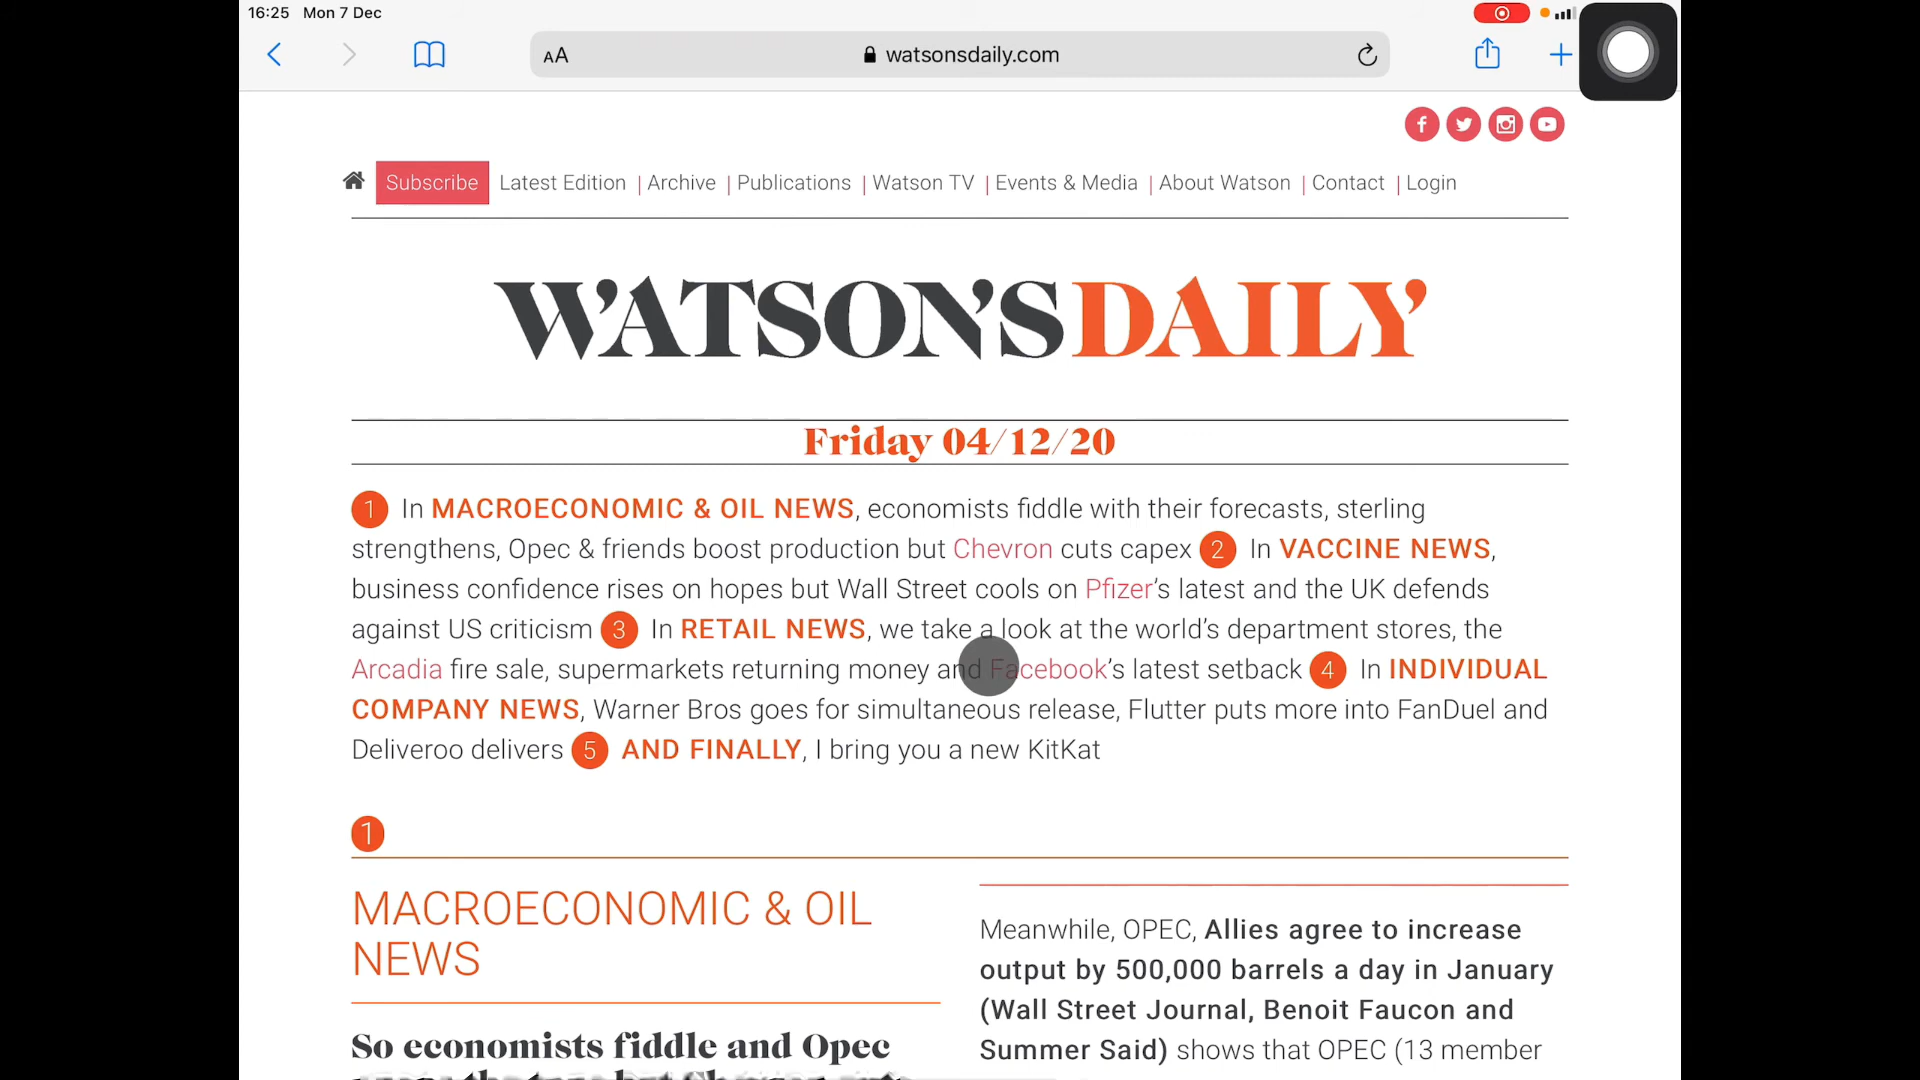 16:25 Mon 7 Dec
AA watsonsdaily.com
Subscribe Latest Edition | Archive | Publications | Watson TV | Events & Media | About Watson | Contact | Login
WATSON'S DAILY
Friday 04/12/20
1 In MACROECONOMIC & OIL NEWS, economists fiddle with their forecasts, sterling
strengthens, Opec & friends boost production but Chevron cuts capex 2 In VACCINE NEWS,
business confidence rises on hopes but Wall Street cools on Pfizer's latest and the UK defends
against US criticism 3 In RETAIL NEWS, we take a look at the world's department stores, the
Arcadia fire sale, supermarkets returning money and Facebook's latest setback 4 In INDIVIDUAL
COMPANY NEWS, Warner Bros goes for simultaneous release, Flutter puts more into FanDuel and
Deliveroo delivers 5 AND FINALLY, I bring you a new KitKat
1
MACROECONOMIC & OIL
NEWS
So economists fiddle and Opec
Meanwhile, OPEC, Allies agree to increase
output by 500,000 barrels a day in January
(Wall Street Journal, Benoit Faucon and
Summer Said) shows that OPEC (13 member